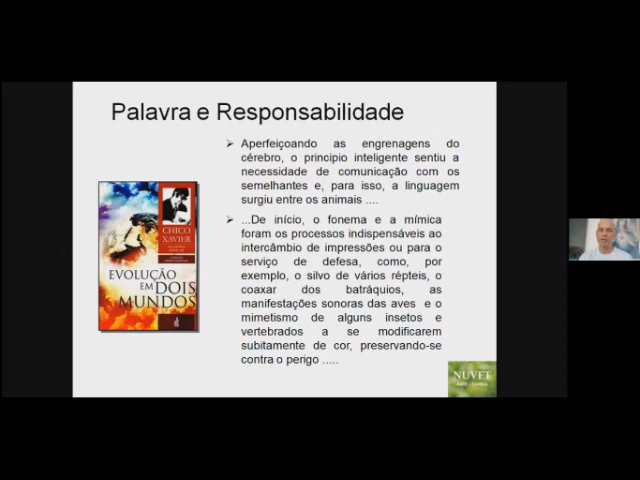 Palavra e Responsabilidade
Aperfeiçoando as engrenagens do
cérebro, o principio inteligente sentiu a
necessidade de comunicação com os
semelhantes e, para isso, a linguagem
surgiu entre os animais ....
...De início, o fonema e a mímica
foram os processos indispensáveis ao
intercâmbio de impressões ou para o
serviço de defesa, como, por
exemplo, o silvo de vários répteis, o
coaxar dos batráquios, as
manifestações sonoras das aves e o
mimetismo de alguns insetos e
vertebrados a se modificarem
subitamente de cor, preservando-se
contra o perigo .....
CHICO
XAVIER
EVOLUÇÃO
EM DOIS
MUNDOS
NUVET